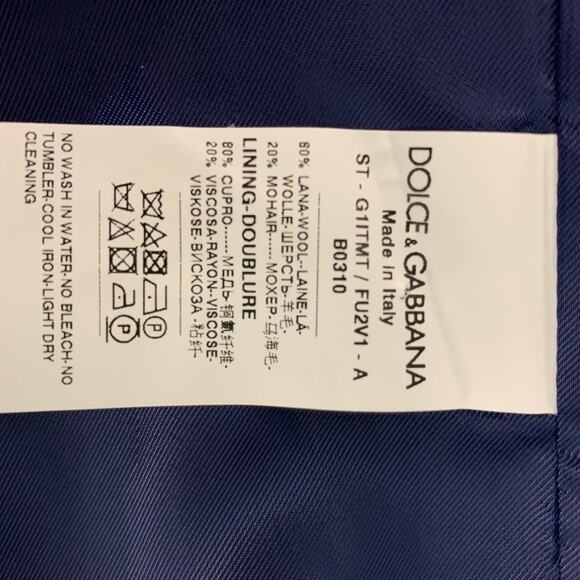 DOLCE & GABBANA
Made in Italy
ST - G1ITMT / FU2V1 - A
B0310
80% LANA-WOOL--LAINE-LÁ-
WOLLE-ШЕРСТЬ-羊毛-
20% MOHAIR------МОХЕР-马海毛-
LINING-DOUBLURE
80% CUPRO......МЕДЬ-铜氨纤维-
20% VISCOSA-RAYON-VISCOSE-
VISKOSE-ВИСКОЗА-粘纤-
P
P
NO WASH IN WATER-NO BLEACH-NO
TUMBLER-COOL IRON-LIGHT DRY
CLEANING